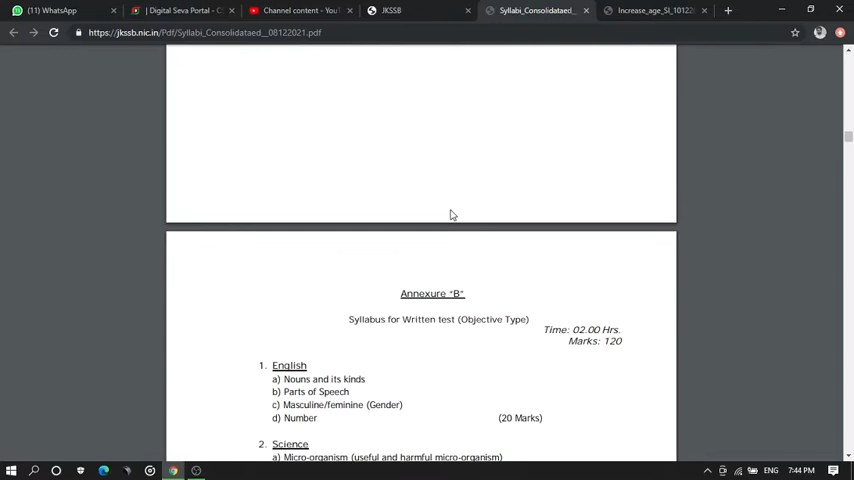 (11) WhatsApp
| Digital Seva Portal - C
Channel content - YouT
JKSSB
Syllabi_Consolidataed_
Increase_age_SI_10122
https://jkssb.nic.in/Pdf/Syllabi_Consolidataed__08122021.pdf
Annexure "B"
Syllabus for Written test (Objective Type)
Time: 02.00 Hrs.
Marks: 120
1. English
a) Nouns and its kinds
b) Parts of Speech
c) Masculine/feminine (Gender)
d) Number (20 Marks)
2. Science
a) Micro-organism (useful and harmful micro-organism)
ENG 7:44 PM